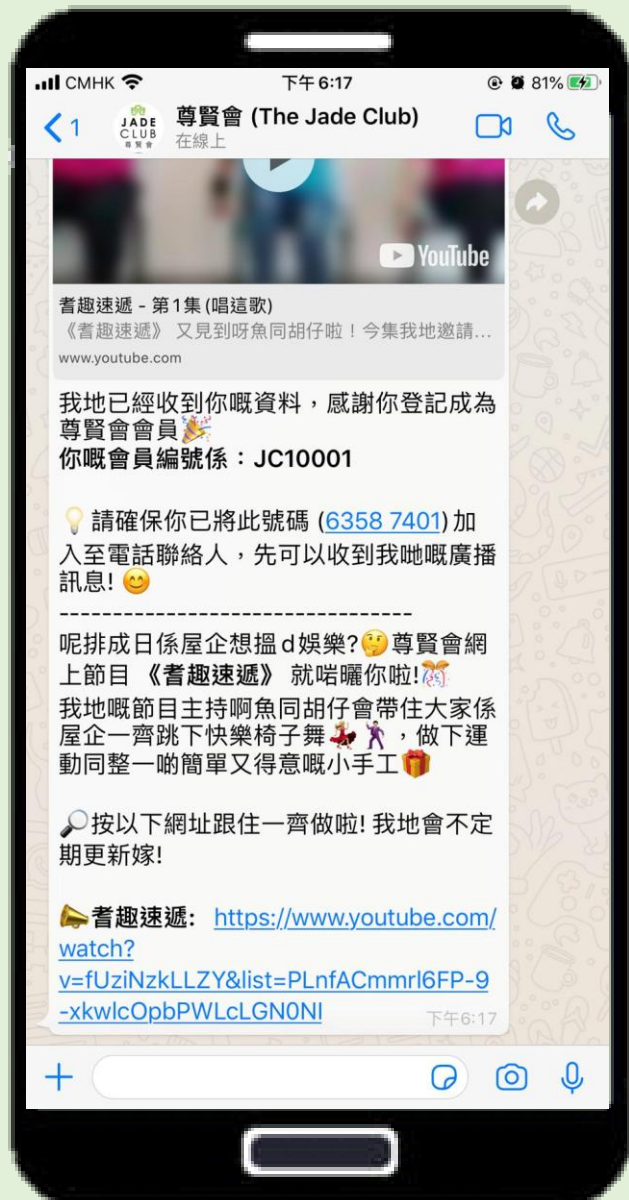 CMHK 下午6:17 81%
1 JADE CLUB 尊賢會 尊賢會 (The Jade Club)
在線上
YouTube
耆趣速遞 - 第1集 (唱這歌)
《耆趣速遞》 又見到呀魚同胡仔啦！今集我地邀請...
www.youtube.com
我地已經收到你嘅資料，感謝你登記成為
尊賢會會員🎉
你嘅會員編號係：JC10001
💡 請確保你已將此號碼 (6358 7401) 加
入至電話聯絡人，先可以收到我哋嘅廣播
訊息! 😊
---------------------------------
呢排成日係屋企想搵d娛樂?🤔尊賢會網
上節目 《耆趣速遞》 就啱曬你啦!🎊
我地嘅節目主持啊魚同胡仔會帶住大家係
屋企一齊跳下快樂椅子舞💃🕺，做下運
動同整一啲簡單又得意嘅小手工🎁
🔎按以下網址跟住一齊做啦! 我地會不定
期更新嫁!
📣耆趣速遞: https://www.youtube.com/
watch?
v=fUziNzkLLZY&list=PLnfACmmrl6FP-9
-xkwlcOpbPWLcLGN0NI
下午6:17